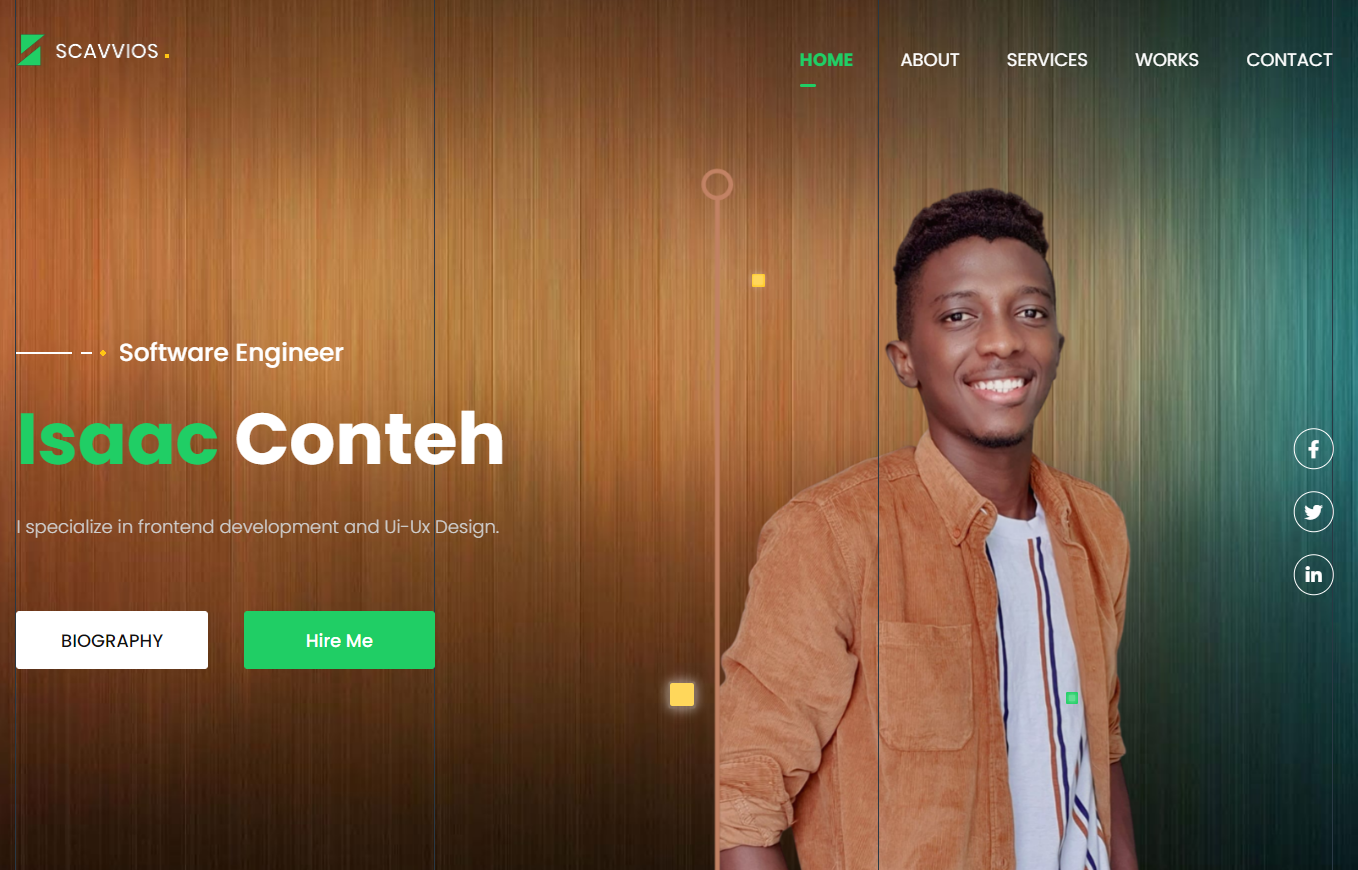 SCAVVIOS
HOME ABOUT SERVICES WORKS CONTACT
Software Engineer
Isaac Conteh
I specialize in frontend development and Ui-Ux Design.
BIOGRAPHY Hire Me